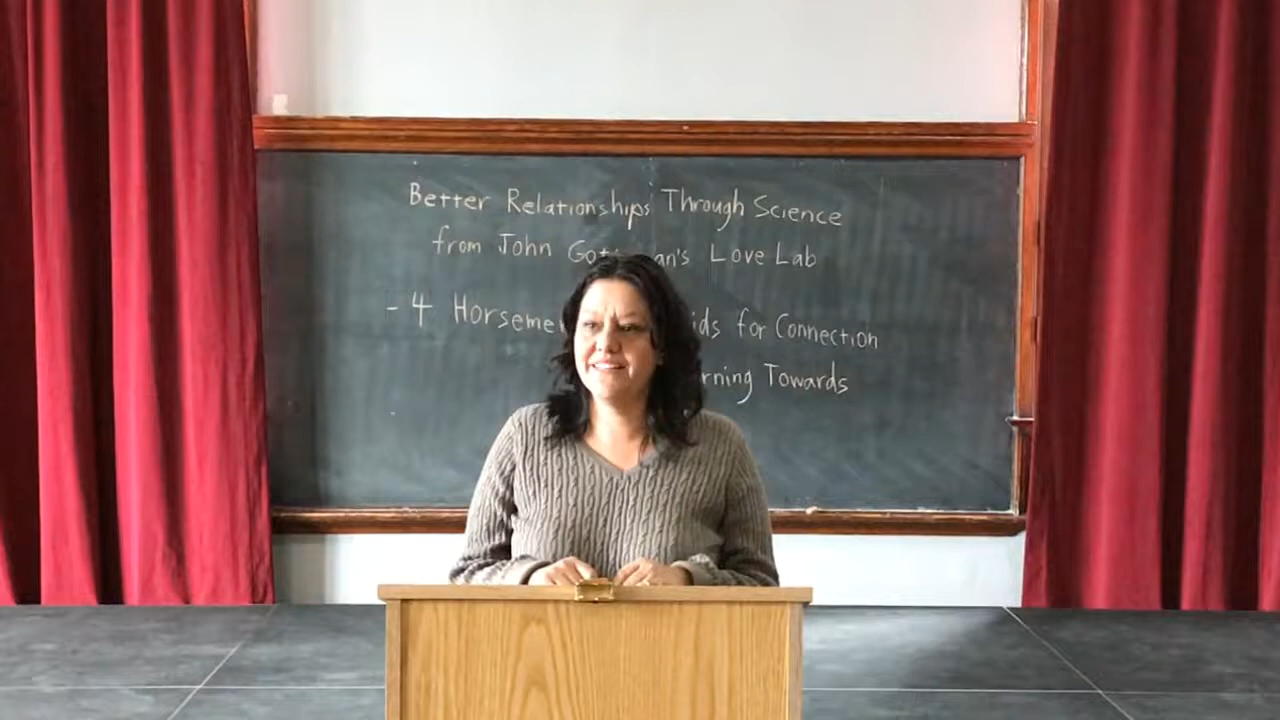 Better Relationships Through Science
from John Love Lab
- 4 for Connection
Towards